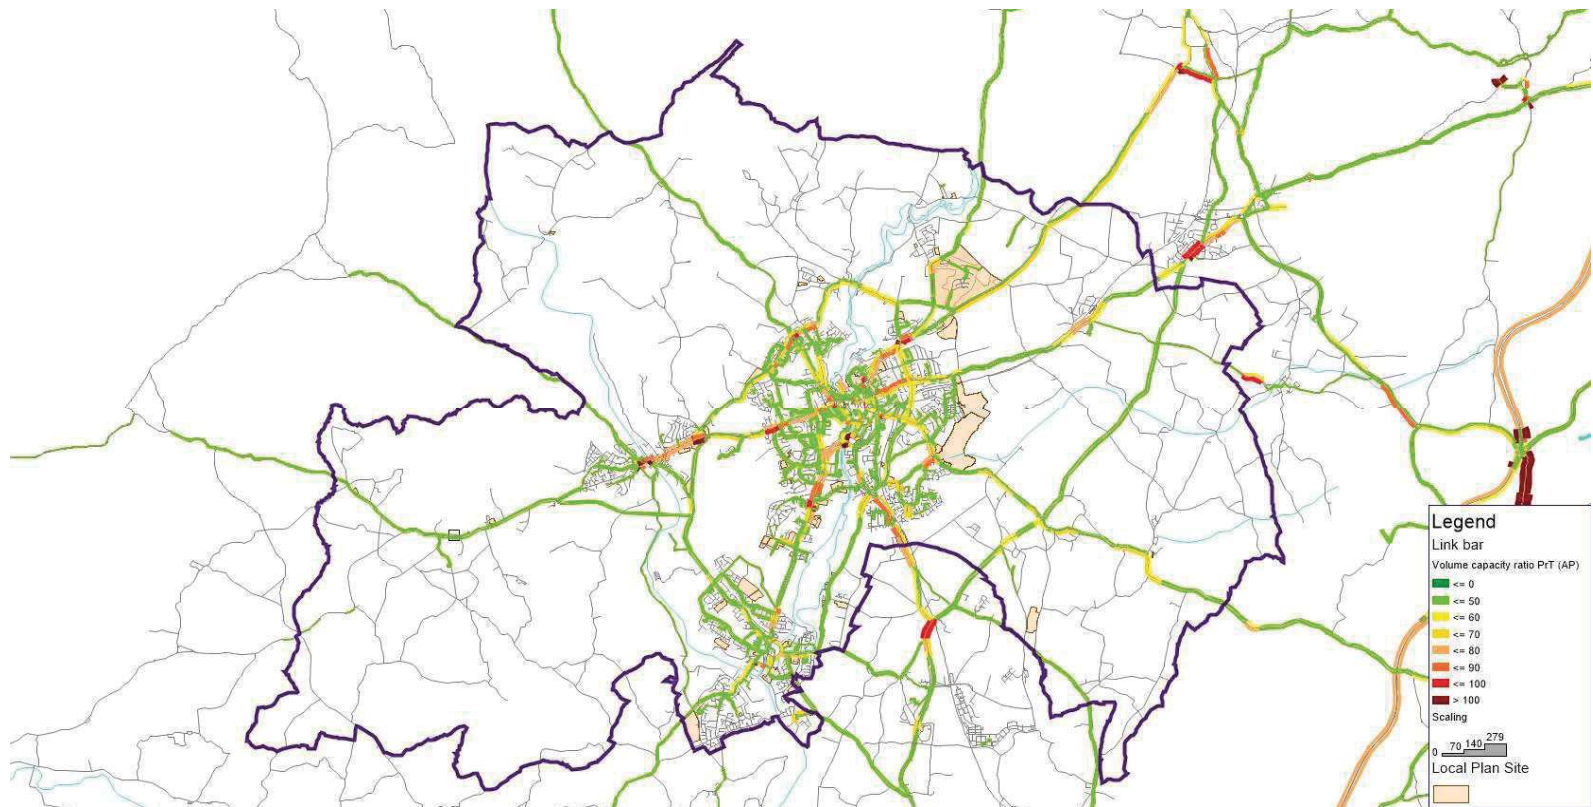 Legend
Link bar
Volume capacity ratio PrT (AP)
<= 0
<= 50
<= 60
<= 70
<= 80
<= 90
<= 100
> 100
Scaling
0 70 140 279
Local Plan Site